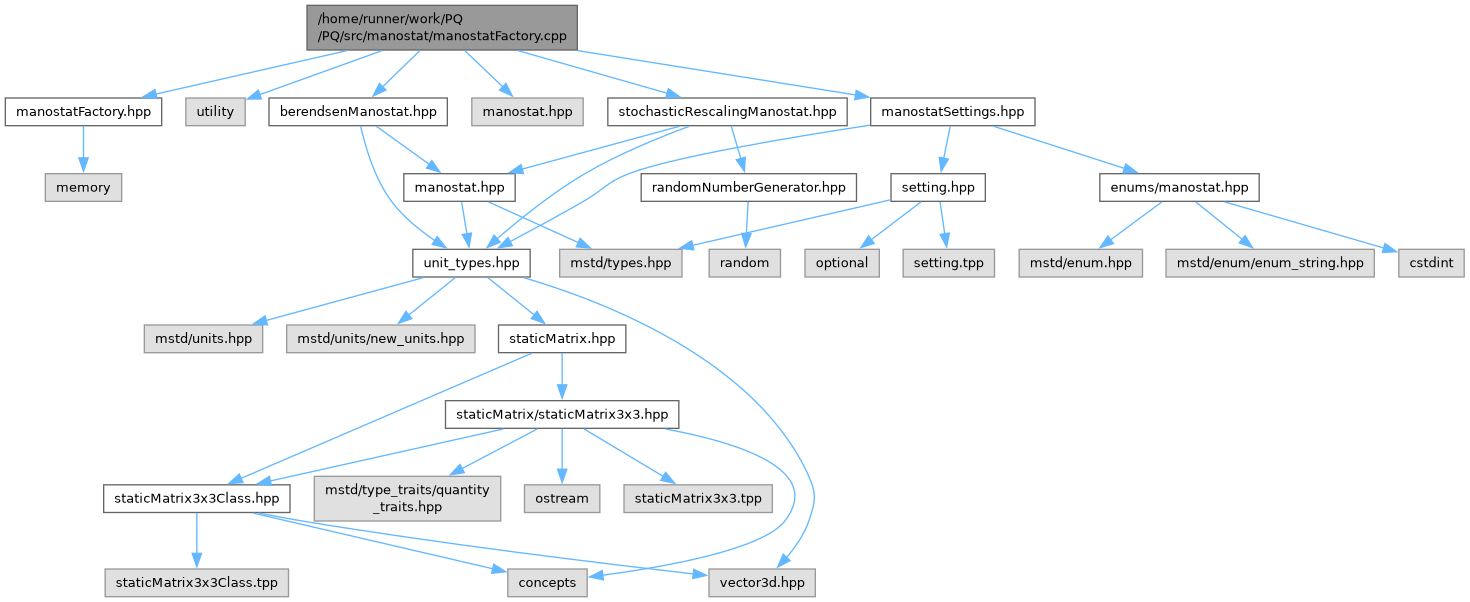 /home/runner/work/PQ
/PQ/src/manostat/manostatFactory.cpp
manostatFactory.hpp
utility
berendsenManostat.hpp
manostat.hpp
stochasticRescalingManostat.hpp
manostatSettings.hpp
memory
manostat.hpp
randomNumberGenerator.hpp
setting.hpp
enums/manostat.hpp
unit_types.hpp
mstd/types.hpp
random
optional
setting.tpp
mstd/enum.hpp
mstd/enum/enum_string.hpp
cstdint
mstd/units.hpp
mstd/units/new_units.hpp
staticMatrix.hpp
staticMatrix/staticMatrix3x3.hpp
staticMatrix3x3Class.hpp
mstd/type_traits/quantity
_traits.hpp
ostream
staticMatrix3x3.tpp
staticMatrix3x3Class.tpp
concepts
vector3d.hpp